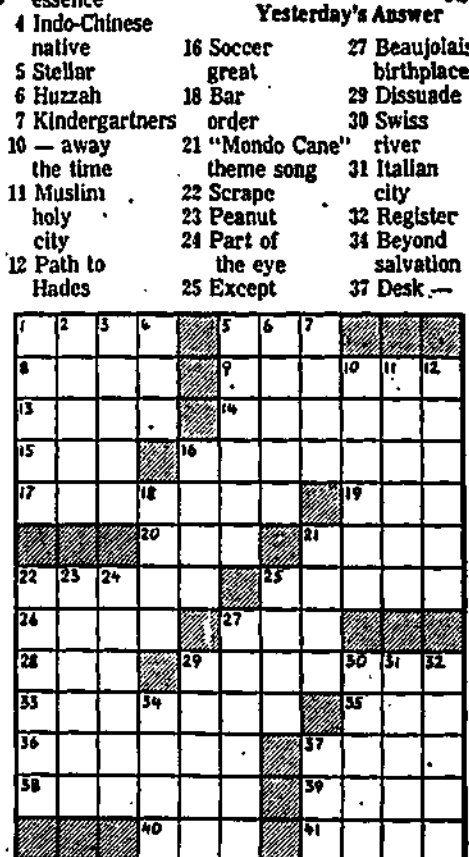 essence
4 Indo-Chinese
native
5 Stellar
6 Huzzah
7 Kindergartners
10 — away
the time
11 Muslim
holy
city
12 Path to
Hades
Yesterday's Answer
16 Soccer
great
18 Bar
order
21 "Mondo Cane"
theme song
22 Scrape
23 Peanut
24 Part of
the eye
25 Except
27 Beaujolais
birthplace
29 Dissuade
30 Swiss
river
31 Italian
city
32 Register
34 Beyond
salvation
37 Desk —
1 2 3 4 5 6 7
8 9 10 11 12
13 14
15 16
17 18 19
20 21
22 23 24 25
26 27
28 29 30 31 32
33 34 35
36 37
38 39
40 41